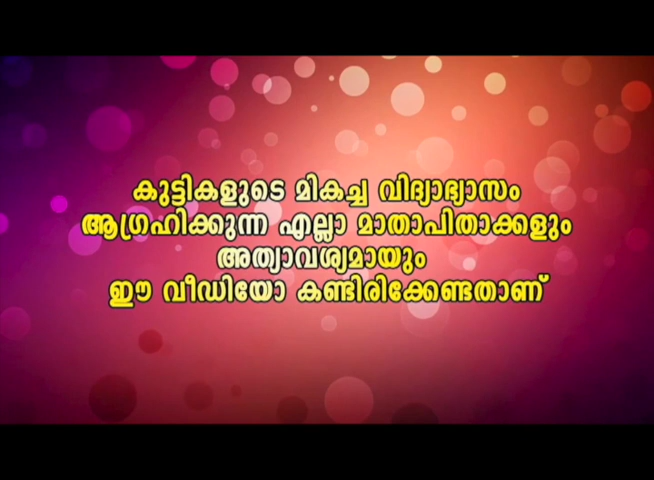 കുട്ടികളുടെ മികച്ച വിദ്യാഭ്യാസം
ആഗ്രഹിക്കുന്ന എല്ലാ മാതാപിതാക്കളും
അത്യാവശ്യമായും
ഈ വീഡിയോ കണ്ടിരിക്കേണ്ടതാണ്